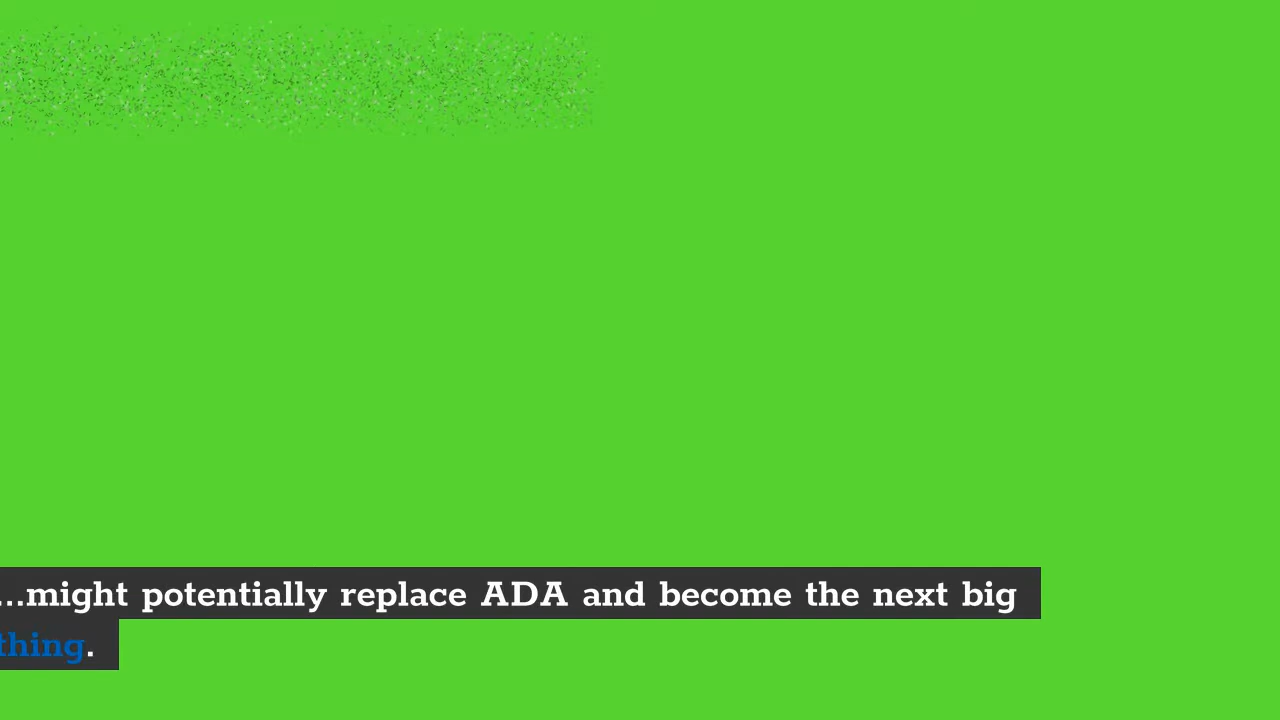 ...might potentially replace ADA and become the next big
thing.